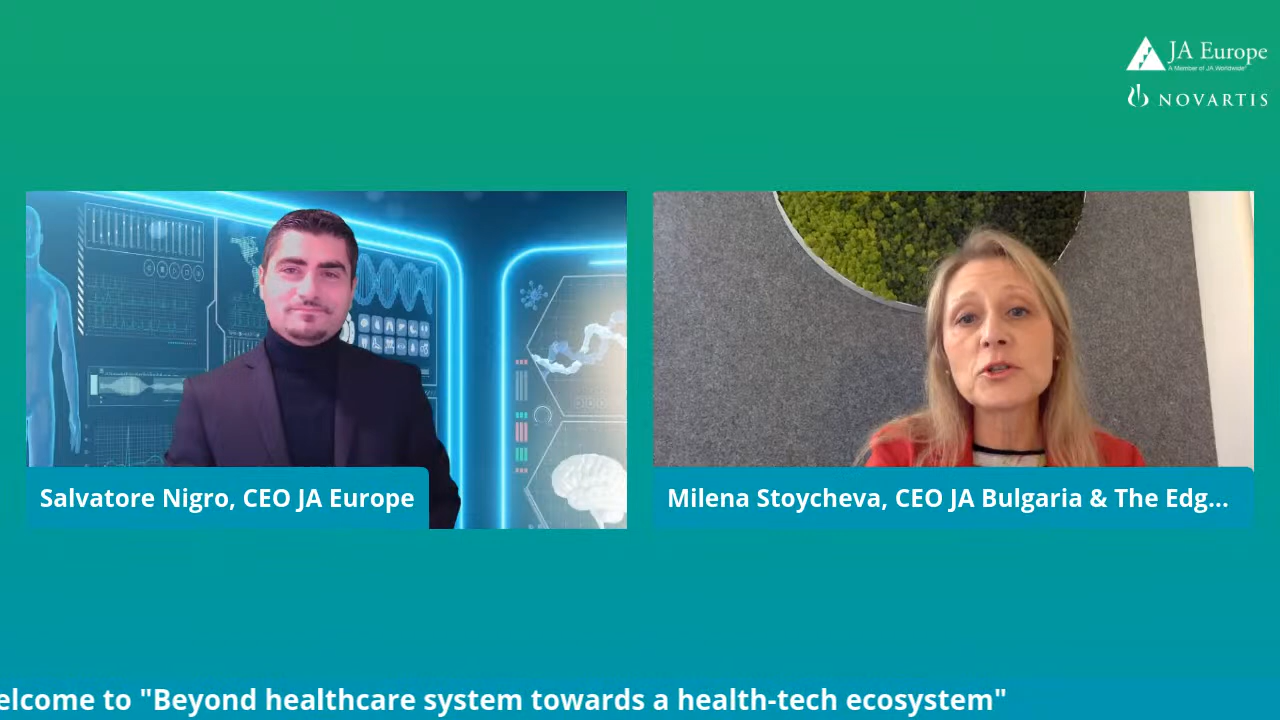 JA Europe
A Member of JA Worldwide
NOVARTIS
Salvatore Nigro, CEO JA Europe
Milena Stoycheva, CEO JA Bulgaria & The Edg...
elcome to "Beyond healthcare system towards a health-tech ecosystem"